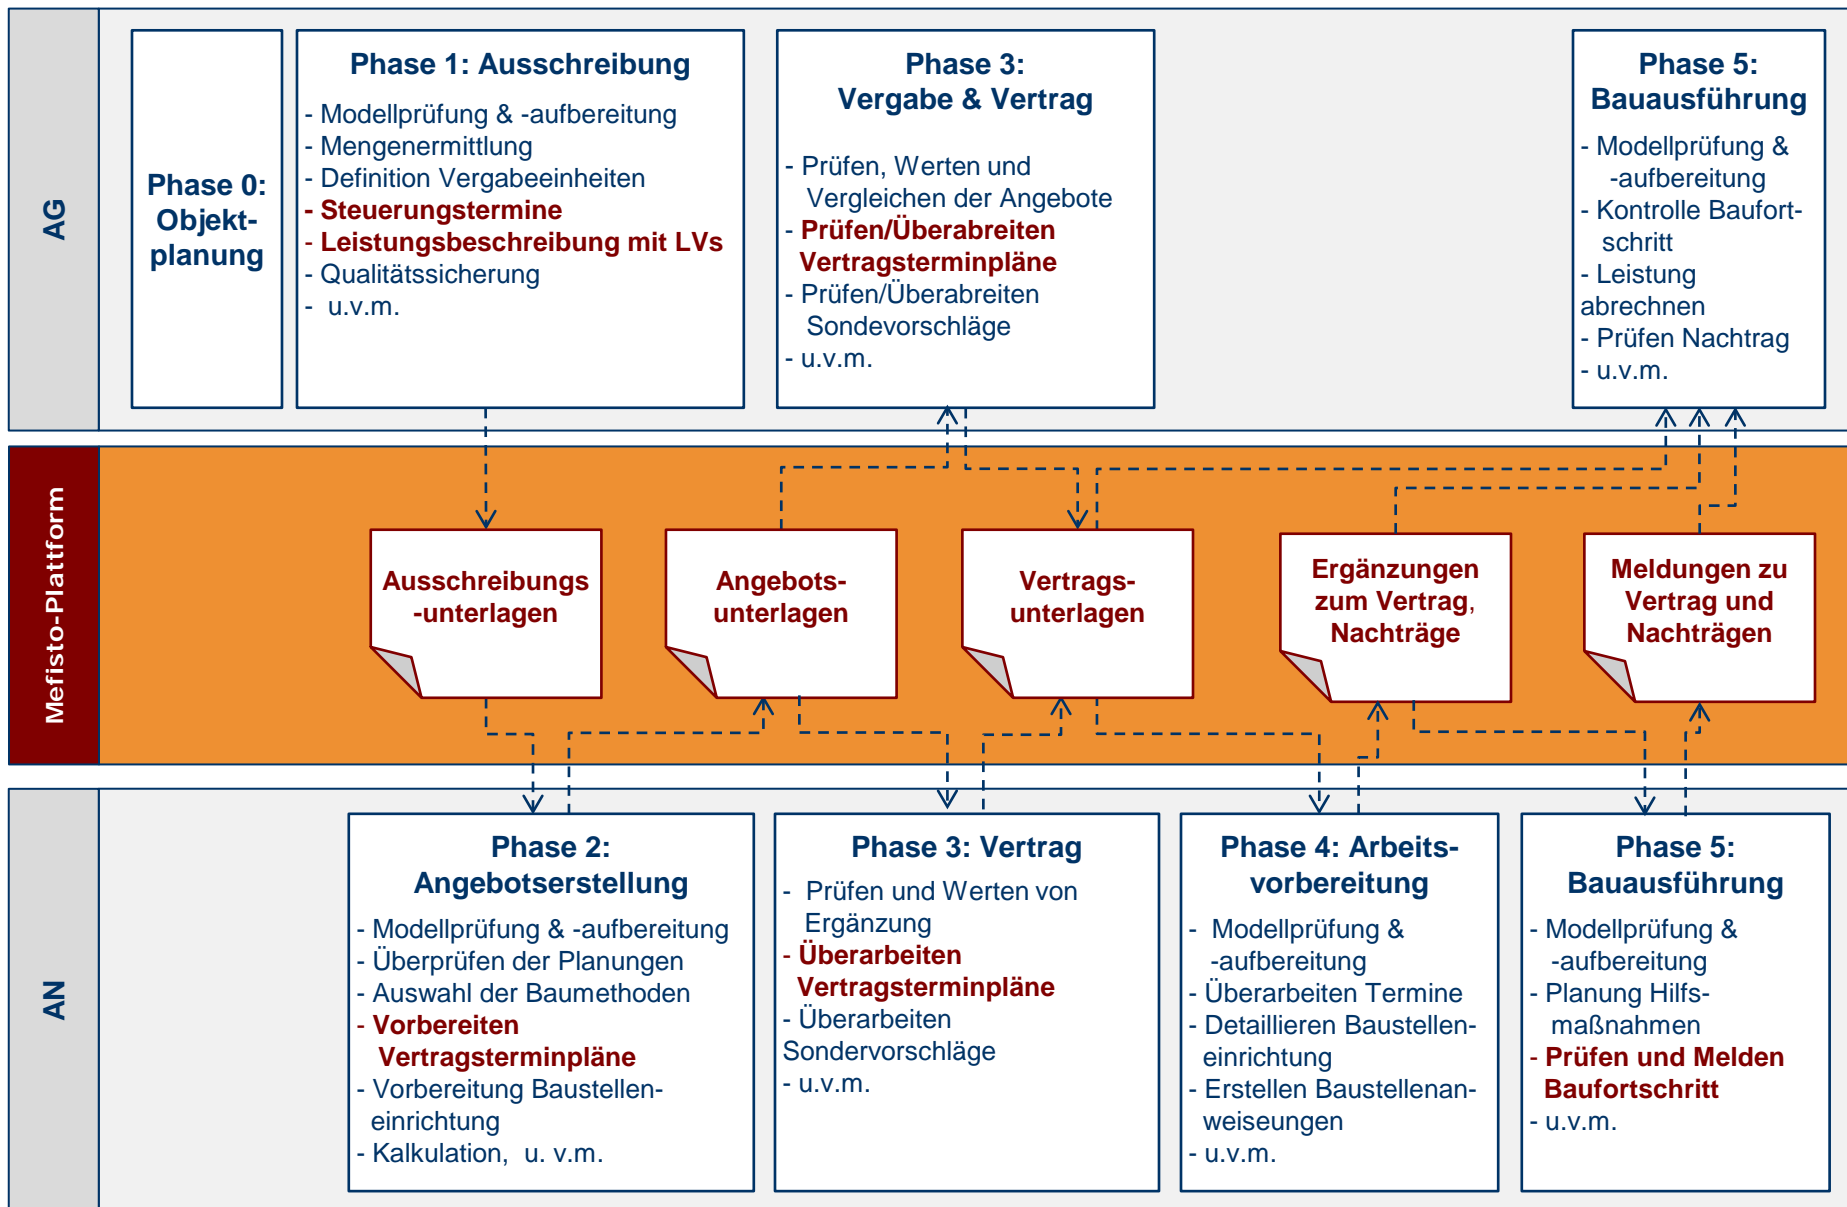 AG
Phase 0:
Objekt-
planung
Phase 1: Ausschreibung
- Modellprüfung & -aufbereitung
- Mengenermittlung
- Definition Vergabeeinheiten
- Steuerungstermine
- Leistungsbeschreibung mit LVs
- Qualitätssicherung
- u.v.m.
Phase 3:
Vergabe & Vertrag
- Prüfen, Werten und
Vergleichen der Angebote
- Prüfen/Überabreiten
Vertragsterminpläne
- Prüfen/Überabreiten
Sondevorschläge
- u.v.m.
Phase 5:
Bauausführung
- Modellprüfung &
-aufbereitung
- Kontrolle Baufort-
schritt
- Leistung
abrechnen
- Prüfen Nachtrag
- u.v.m.
Mefisto-Plattform
Ausschreibungs
-unterlagen
Angebots-
unterlagen
Vertrags-
unterlagen
Ergänzungen
zum Vertrag,
Nachträge
Meldungen zu
Vertrag und
Nachträgen
AN
Phase 2:
Angebotserstellung
- Modellprüfung & -aufbereitung
- Überprüfen der Planungen
- Auswahl der Baumethoden
- Vorbereiten
Vertragsterminpläne
- Vorbereitung Baustellen-
einrichtung
- Kalkulation, u. v.m.
Phase 3: Vertrag
- Prüfen und Werten von
Ergänzung
- Überarbeiten
Vertragsterminpläne
- Überarbeiten
Sondervorschläge
- u.v.m.
Phase 4: Arbeits-
vorbereitung
- Modellprüfung &
-aufbereitung
- Überarbeiten Termine
- Detaillieren Baustellen-
einrichtung
- Erstellen Baustellenan-
weiseungen
- u.v.m.
Phase 5:
Bauausführung
- Modellprüfung &
-aufbereitung
- Planung Hilfs-
maßnahmen
- Prüfen und Melden
Baufortschritt
- u.v.m.